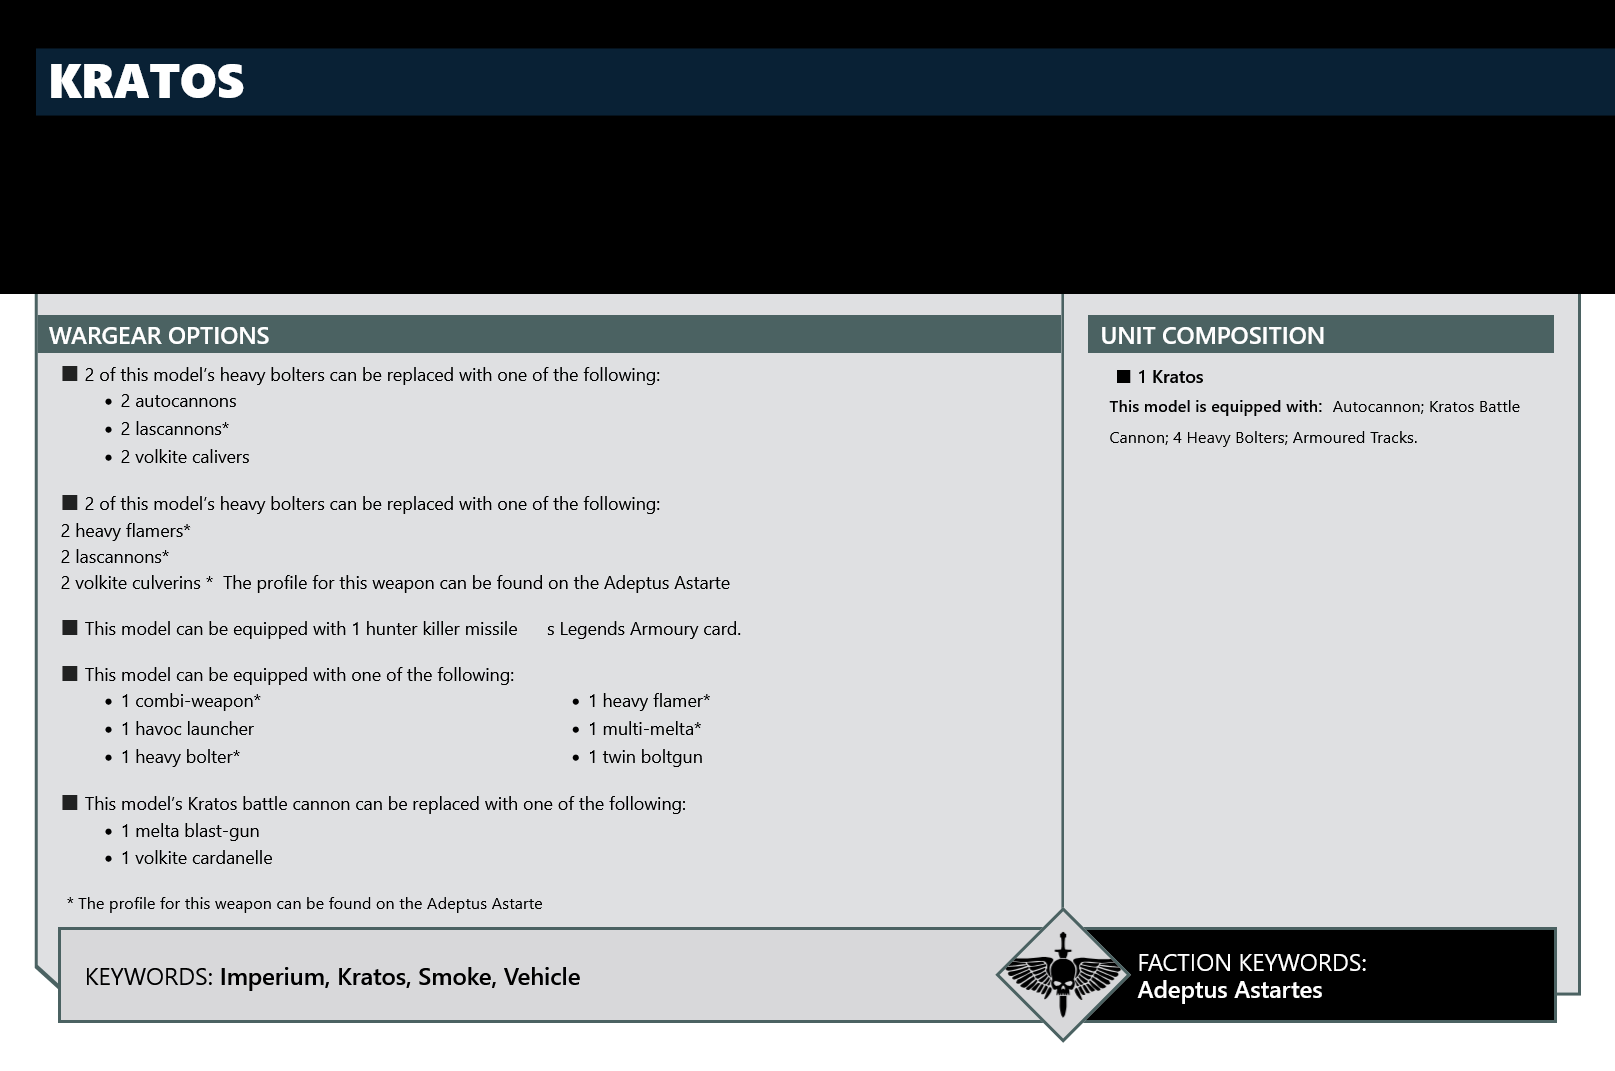 KRATOS
WARGEAR OPTIONS
■ 2 of this model’s heavy bolters can be replaced with one of the following:
• 2 autocannons
• 2 lascannons*
• 2 volkite calivers
■ 2 of this model’s heavy bolters can be replaced with one of the following:
2 heavy flamers*
2 lascannons*
2 volkite culverins * The profile for this weapon can be found on the Adeptus Astarte
■ This model can be equipped with 1 hunter killer missile s Legends Armoury card.
■ This model can be equipped with one of the following:
• 1 combi-weapon*
• 1 havoc launcher
• 1 heavy bolter*
• 1 heavy flamer*
• 1 multi-melta*
• 1 twin boltgun
■ This model’s Kratos battle cannon can be replaced with one of the following:
• 1 melta blast-gun
• 1 volkite cardanelle
* The profile for this weapon can be found on the Adeptus Astarte
UNIT COMPOSITION
■ 1 Kratos
This model is equipped with: Autocannon; Kratos Battle
Cannon; 4 Heavy Bolters; Armoured Tracks.
KEYWORDS: Imperium, Kratos, Smoke, Vehicle
FACTION KEYWORDS:
Adeptus Astartes